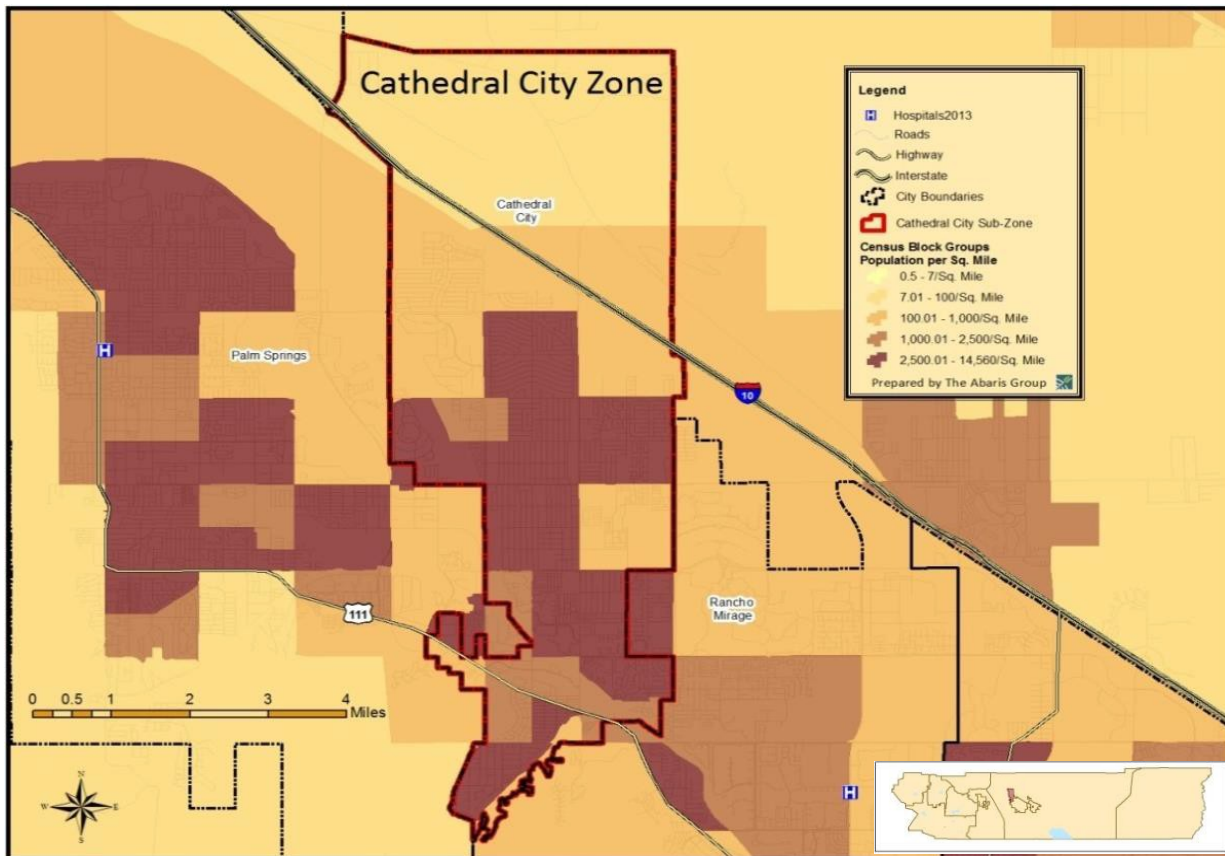 Cathedral City Zone
Legend
H Hospitals2013
Roads
Highway
Interstate
City Boundaries
Cathedral City Sub-Zone
Census Block Groups
Population per Sq. Mile
0.5 - 7/Sq. Mile
7.01 - 100/Sq. Mile
100.01 - 1,000/Sq. Mile
1,000.01 - 2,500/Sq. Mile
2,500.01 - 14,560/Sq. Mile
Prepared by The Abaris Group
Cathedral
City
H
Palm Springs
10
111
Rancho
Mirage
0 0.5 1 2 3 4
Miles
N
W E
S
H